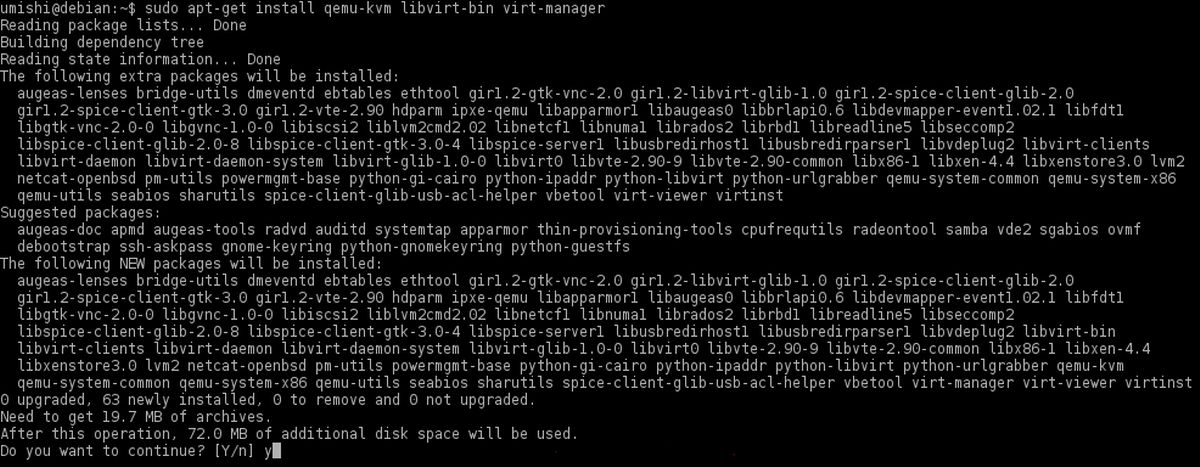 umishi@debian:~$ sudo apt-get install qemu-kvm libvirt-bin virt-manager
Reading package lists... Done
Building dependency tree
Reading state information... Done
The following extra packages will be installed:
augeas-lenses bridge-utils dmeventd ebtables ethtool gir1.2-gtk-vnc-2.0 gir1.2-libvirt-glib-1.0 gir1.2-spice-client-glib-2.0
gir1.2-spice-client-gtk-3.0 gir1.2-vte-2.90 hdparm ipxe-qemu libapparmor1 libaugeas0 libbrlapi0.6 libdevmapper-event1.02.1 libfdt1
libgtk-vnc-2.0-0 libgvnc-1.0-0 libiscsi2 liblvm2cmd2.02 libnetcf1 libnuma1 librados2 librbd1 libreadline5 libseccomp2
libspice-client-glib-2.0-8 libspice-client-gtk-3.0-4 libspice-server1 libusbredirhost1 libusbredirparser1 libvdeplug2 libvirt-clients
libvirt-daemon libvirt-daemon-system libvirt-glib-1.0-0 libvirt0 libvte-2.90-9 libvte-2.90-common libx86-1 libxen-4.4 libxenstore3.0 lvm2
netcat-openbsd pm-utils powermgmt-base python-gi-cairo python-ipaddr python-libvirt python-urlgrabber qemu-system-common qemu-system-x86
qemu-utils seabios sharutils spice-client-glib-usb-acl-helper vbetool virt-viewer virtinst
Suggested packages:
augeas-doc apmd augeas-tools radvd auditd systemtap apparmor thin-provisioning-tools cpufrequtils radeontool samba vde2 sgabios ovmf
debootstrap ssh-askpass gnome-keyring python-gnomekeyring python-guestfs
The following NEW packages will be installed:
augeas-lenses bridge-utils dmeventd ebtables ethtool gir1.2-gtk-vnc-2.0 gir1.2-libvirt-glib-1.0 gir1.2-spice-client-glib-2.0
gir1.2-spice-client-gtk-3.0 gir1.2-vte-2.90 hdparm ipxe-qemu libapparmor1 libaugeas0 libbrlapi0.6 libdevmapper-event1.02.1 libfdt1
libgtk-vnc-2.0-0 libgvnc-1.0-0 libiscsi2 liblvm2cmd2.02 libnetcf1 libnuma1 librados2 librbd1 libreadline5 libseccomp2
libspice-client-glib-2.0-8 libspice-client-gtk-3.0-4 libspice-server1 libusbredirhost1 libusbredirparser1 libvdeplug2 libvirt-bin
libvirt-clients libvirt-daemon libvirt-daemon-system libvirt-glib-1.0-0 libvirt0 libvte-2.90-9 libvte-2.90-common libx86-1 libxen-4.4
libxenstore3.0 lvm2 netcat-openbsd pm-utils powermgmt-base python-gi-cairo python-ipaddr python-libvirt python-urlgrabber qemu-kvm
qemu-system-common qemu-system-x86 qemu-utils seabios sharutils spice-client-glib-usb-acl-helper vbetool virt-manager virt-viewer virtinst
0 upgraded, 63 newly installed, 0 to remove and 0 not upgraded.
Need to get 19.7 MB of archives.
After this operation, 72.0 MB of additional disk space will be used.
Do you want to continue? [Y/n] y